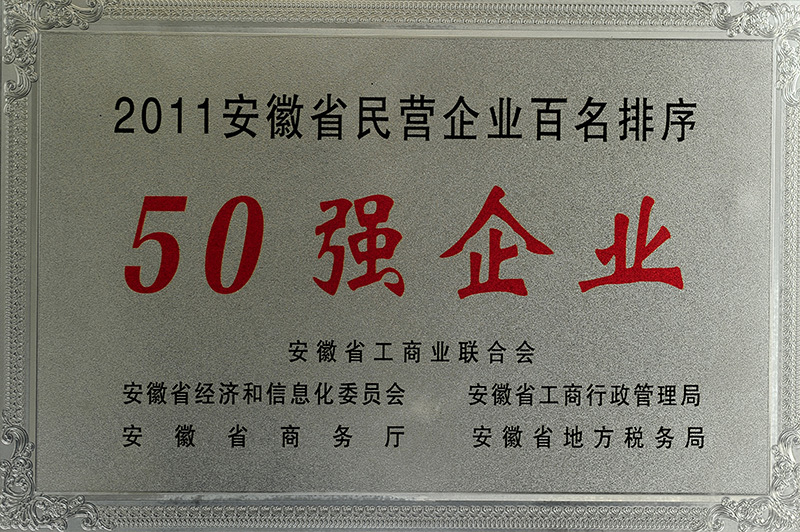 2011安徽省民营企业百名排序
50强企业
安徽省工商业联合会
安徽省经济和信息化委员会 安徽省工商行政管理局
安徽省商务厅 安徽省地方税务局